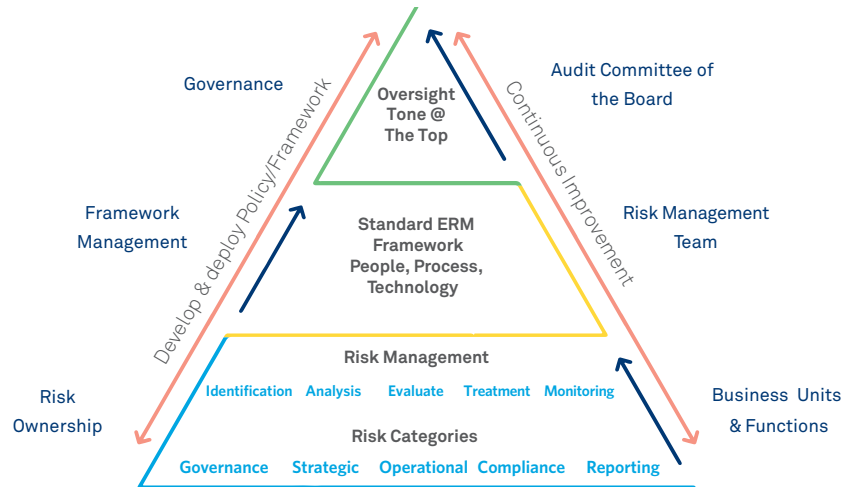 Governance
Audit Committee of
the Board
Oversight
Tone @
The Top
Develop & deploy Policy/Framework
Continuous Improvement
Framework
Management
Risk Management
Team
Standard ERM
Framework
People, Process,
Technology
Risk Management
Identification Analysis Evaluate Treatment Monitoring
Risk
Ownership
Business Units
& Functions
Risk Categories
Governance Strategic Operational Compliance Reporting